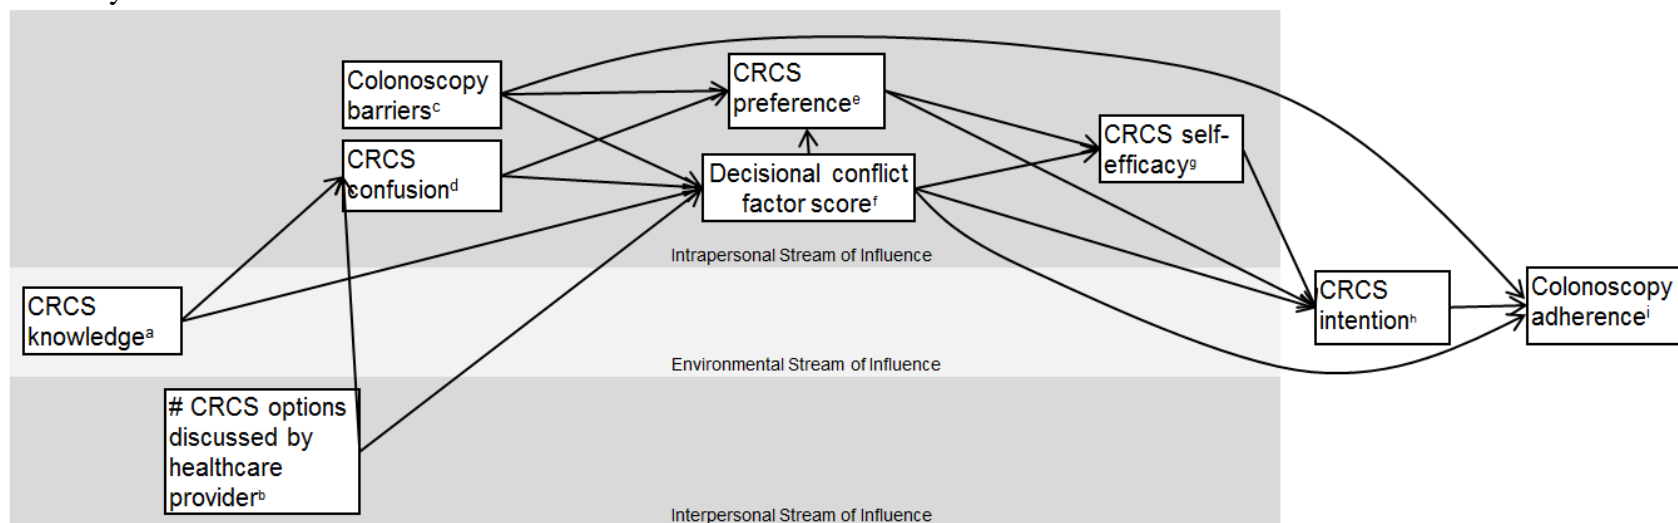 Colonoscopy
barriersᶜ
CRCS
preferenceᵉ
CRCS self-
efficacyᵍ
CRCS
confusionᵈ
Decisional conflict
factor scoreᶠ
Intrapersonal Stream of Influence
CRCS
knowledgeᵃ
CRCS
intentionʰ
Colonoscopy
adherenceⁱ
Environmental Stream of Influence
# CRCS options
discussed by
healthcare
providerᵇ
Interpersonal Stream of Influence